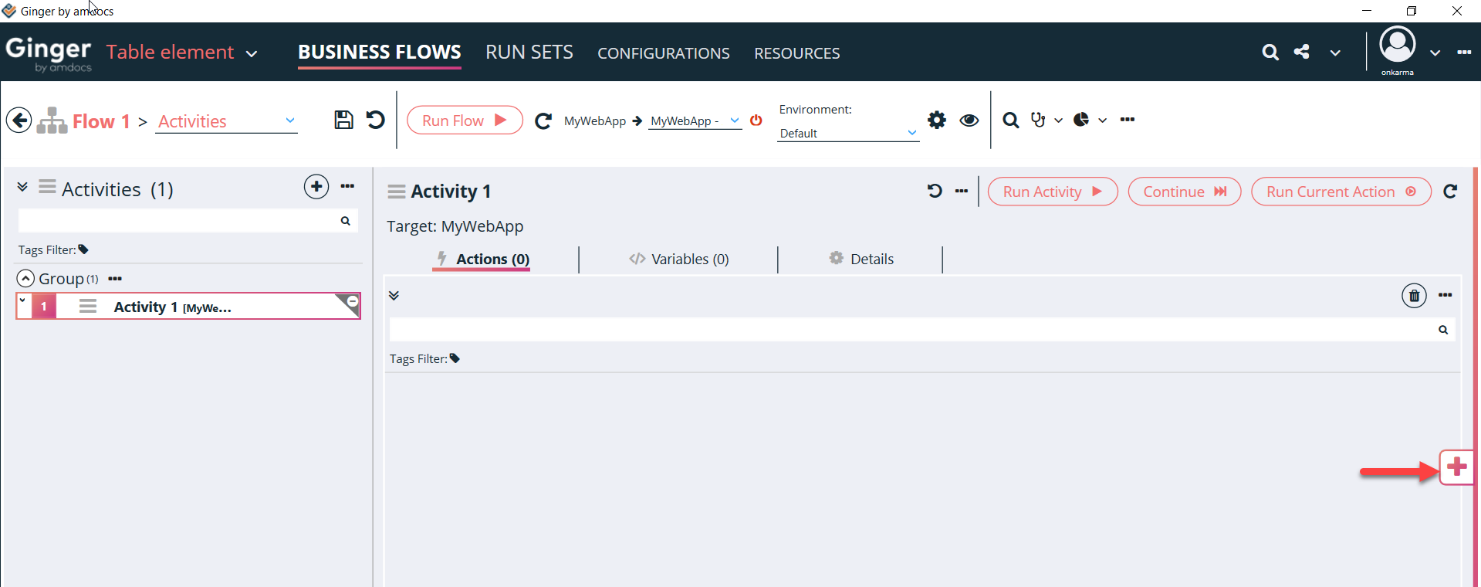 Ginger by amdocs
Ginger by amdocs Table element BUSINESS FLOWS RUN SETS CONFIGURATIONS RESOURCES
onkarma
Flow 1 > Activities Run Flow MyWebApp MyWebApp - Environment:
Default
Activities (1)
Tags Filter:
Group (1)
1 Activity 1 [MyWe...
Activity 1 Run Activity Continue Run Current Action
Target: MyWebApp
Actions (0) Variables (0) Details
Tags Filter: